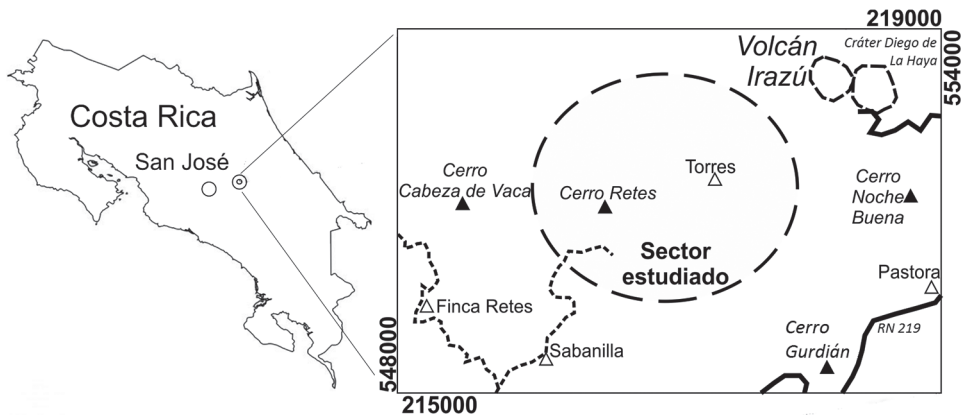 Costa Rica
San José
219000
554000
Volcán
Irazú
Cráter Diego de
La Haya
Cerro
Cabeza de Vaca
Cerro Retes
Torres
Cerro
Noche
Buena
Sector
estudiado
Pastora
Finca Retes
RN 219
Cerro
Gurdián
Sabanilla
548000
215000